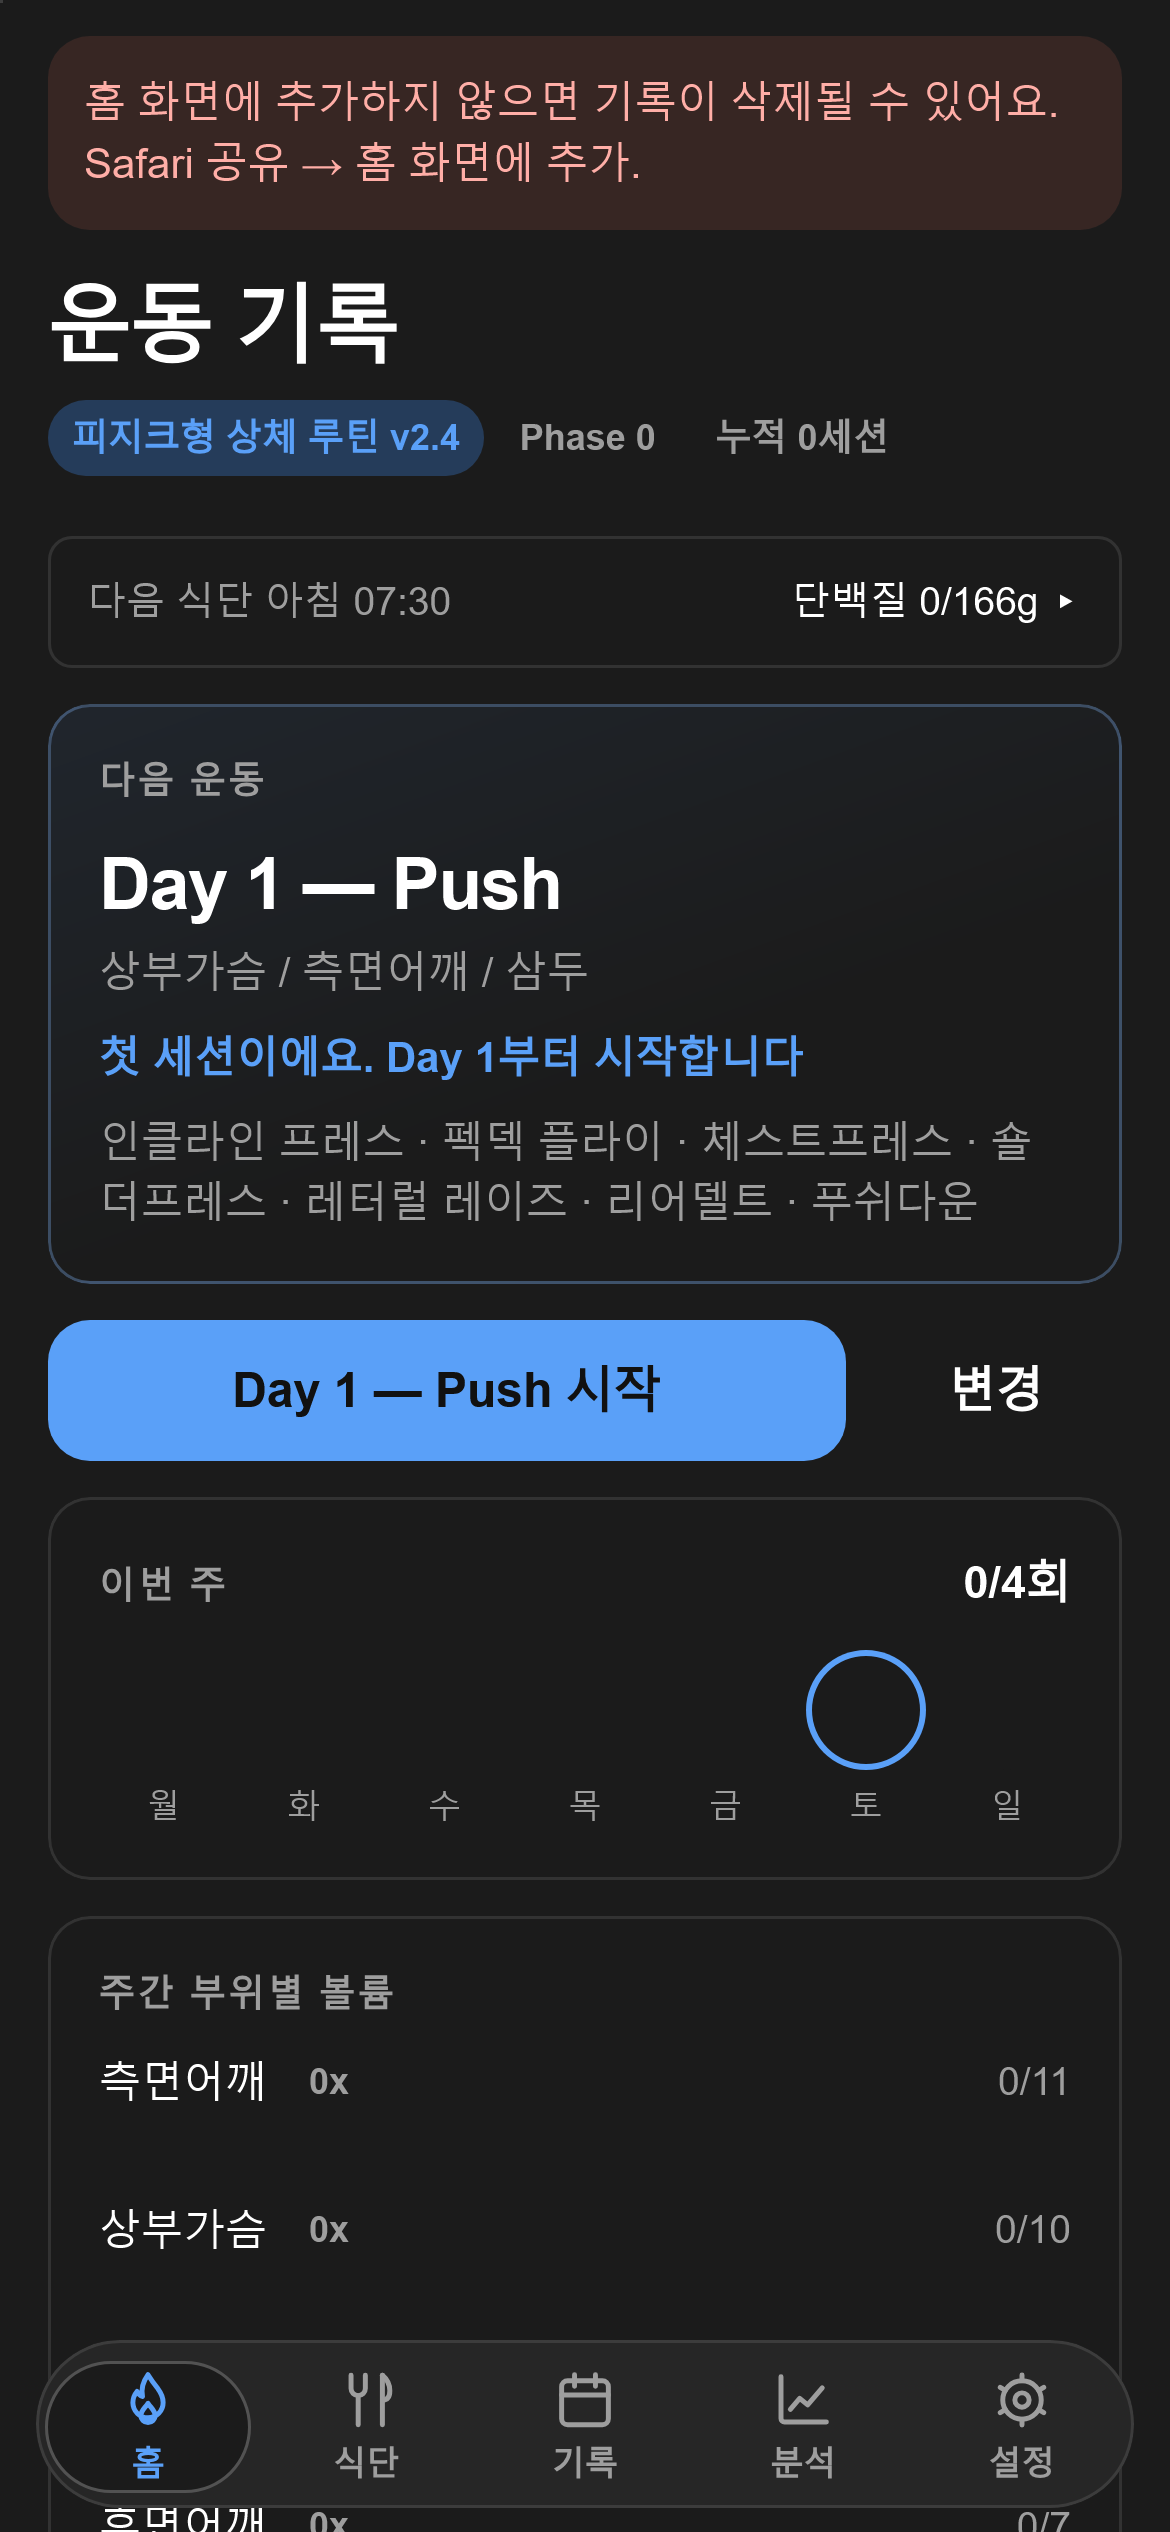 홈 화면에 추가하지 않으면 기록이 삭제될 수 있어요.
Safari 공유 → 홈 화면에 추가.
운동 기록
피지크형 상체 루틴 v2.4 Phase 0 누적 0세션
다음 식단 아침 07:30 단백질 0/166g ▸
다음 운동
Day 1 — Push
상부가슴 / 측면어깨 / 삼두
첫 세션이에요. Day 1부터 시작합니다
인클라인 프레스 · 펙덱 플라이 · 체스트프레스 · 숄
더프레스 · 레터럴 레이즈 · 리어델트 · 푸쉬다운
Day 1 — Push 시작 변경
이번 주 0/4회
월 화 수 목 금 토 일
주간 부위별 볼륨
측면어깨 0x 0/11
상부가슴 0x 0/10
홈 식단 기록 분석 설정
후면어깨 0x 0/7